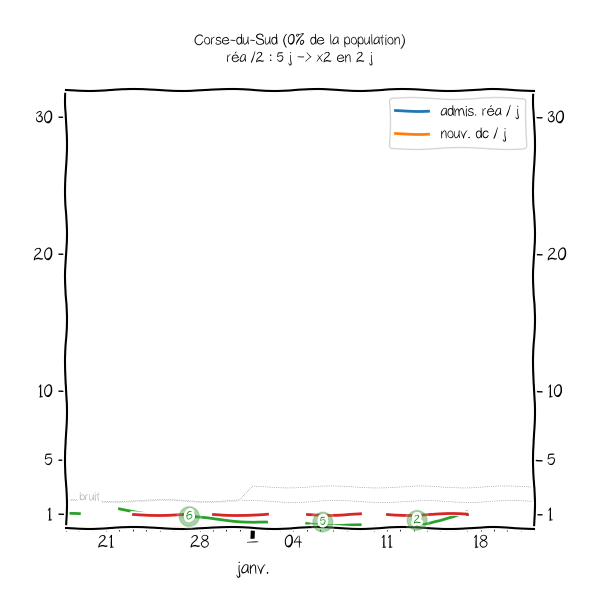 Corse-du-Sud (0% de la population)
réa /2 : 5 j -> x2 en 2 j
admis. réa / j
nouv. dc / j
30 30
20 20
10 10
5 5
bruit
1 6 5 2 1
21 28 04 11 18
janv.